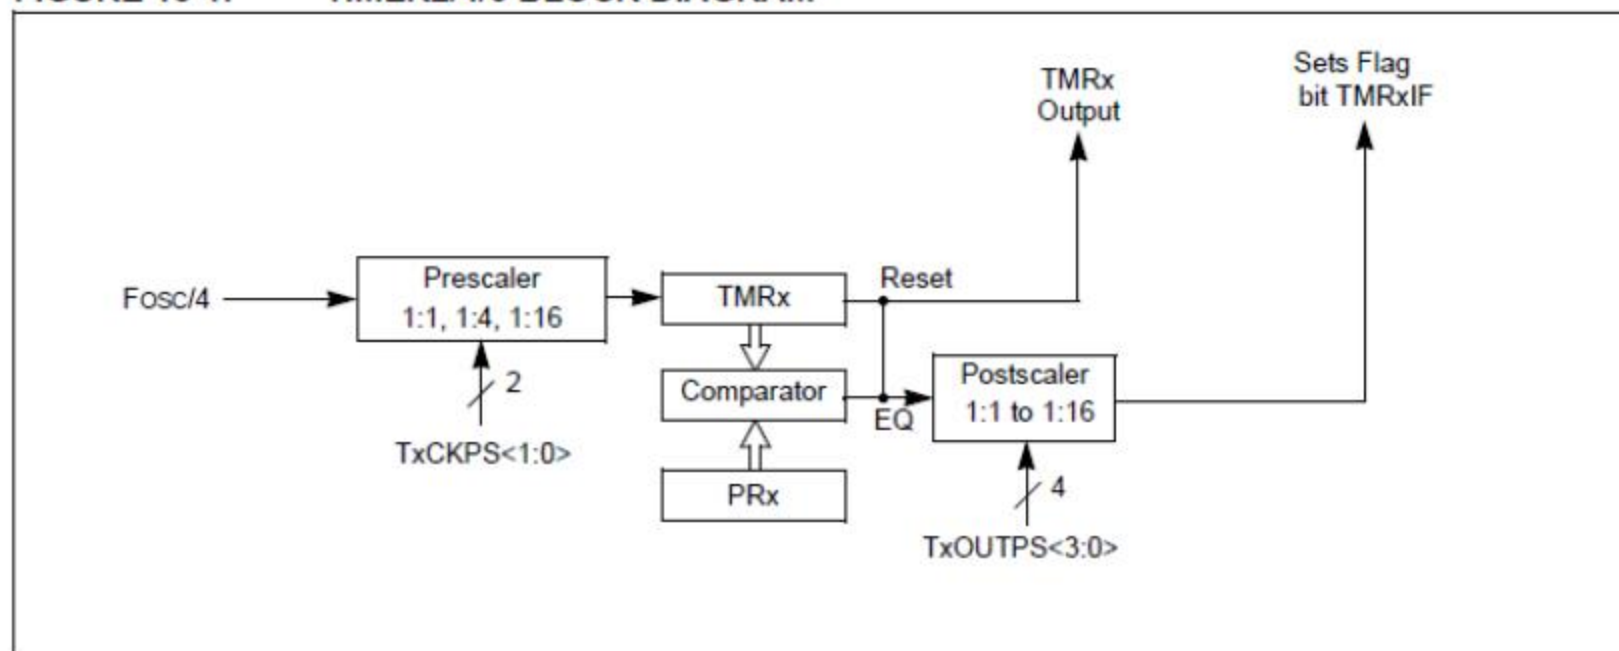 TMRx
Output
Sets Flag
bit TMRxIF
Fosc/4
Prescaler
1:1, 1:4, 1:16
2
TxCKPS<1:0>
TMRx
Reset
Comparator
EQ
PRx
Postscaler
1:1 to 1:16
4
TxOUTPS<3:0>